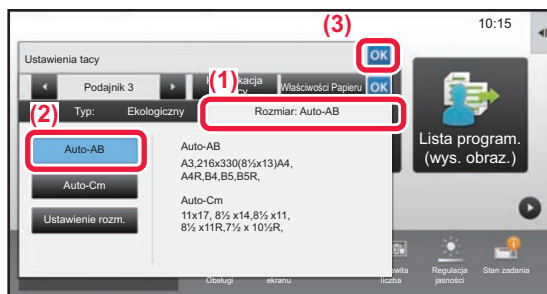 (3)
10:15
Ustawienia tacy
OK
Podajnik 3
(1)
Właściwości Papieru
OK
(2)
Typ: Ekologiczny
Rozmiar: Auto-AB
Auto-AB
Auto-Cm
Ustawienie rozm.
Auto-AB
A3,216x330(8½x13)A4,
A4R,B4,B5,B5R,
Auto-Cm
11x17, 8½ x14,8½ x11,
8½ x11R,7½ x 10½R,
Lista program.
(wys. obraz.)
Obsługi
ekranu
liczba
Regulacja
jasności
Stan zadania